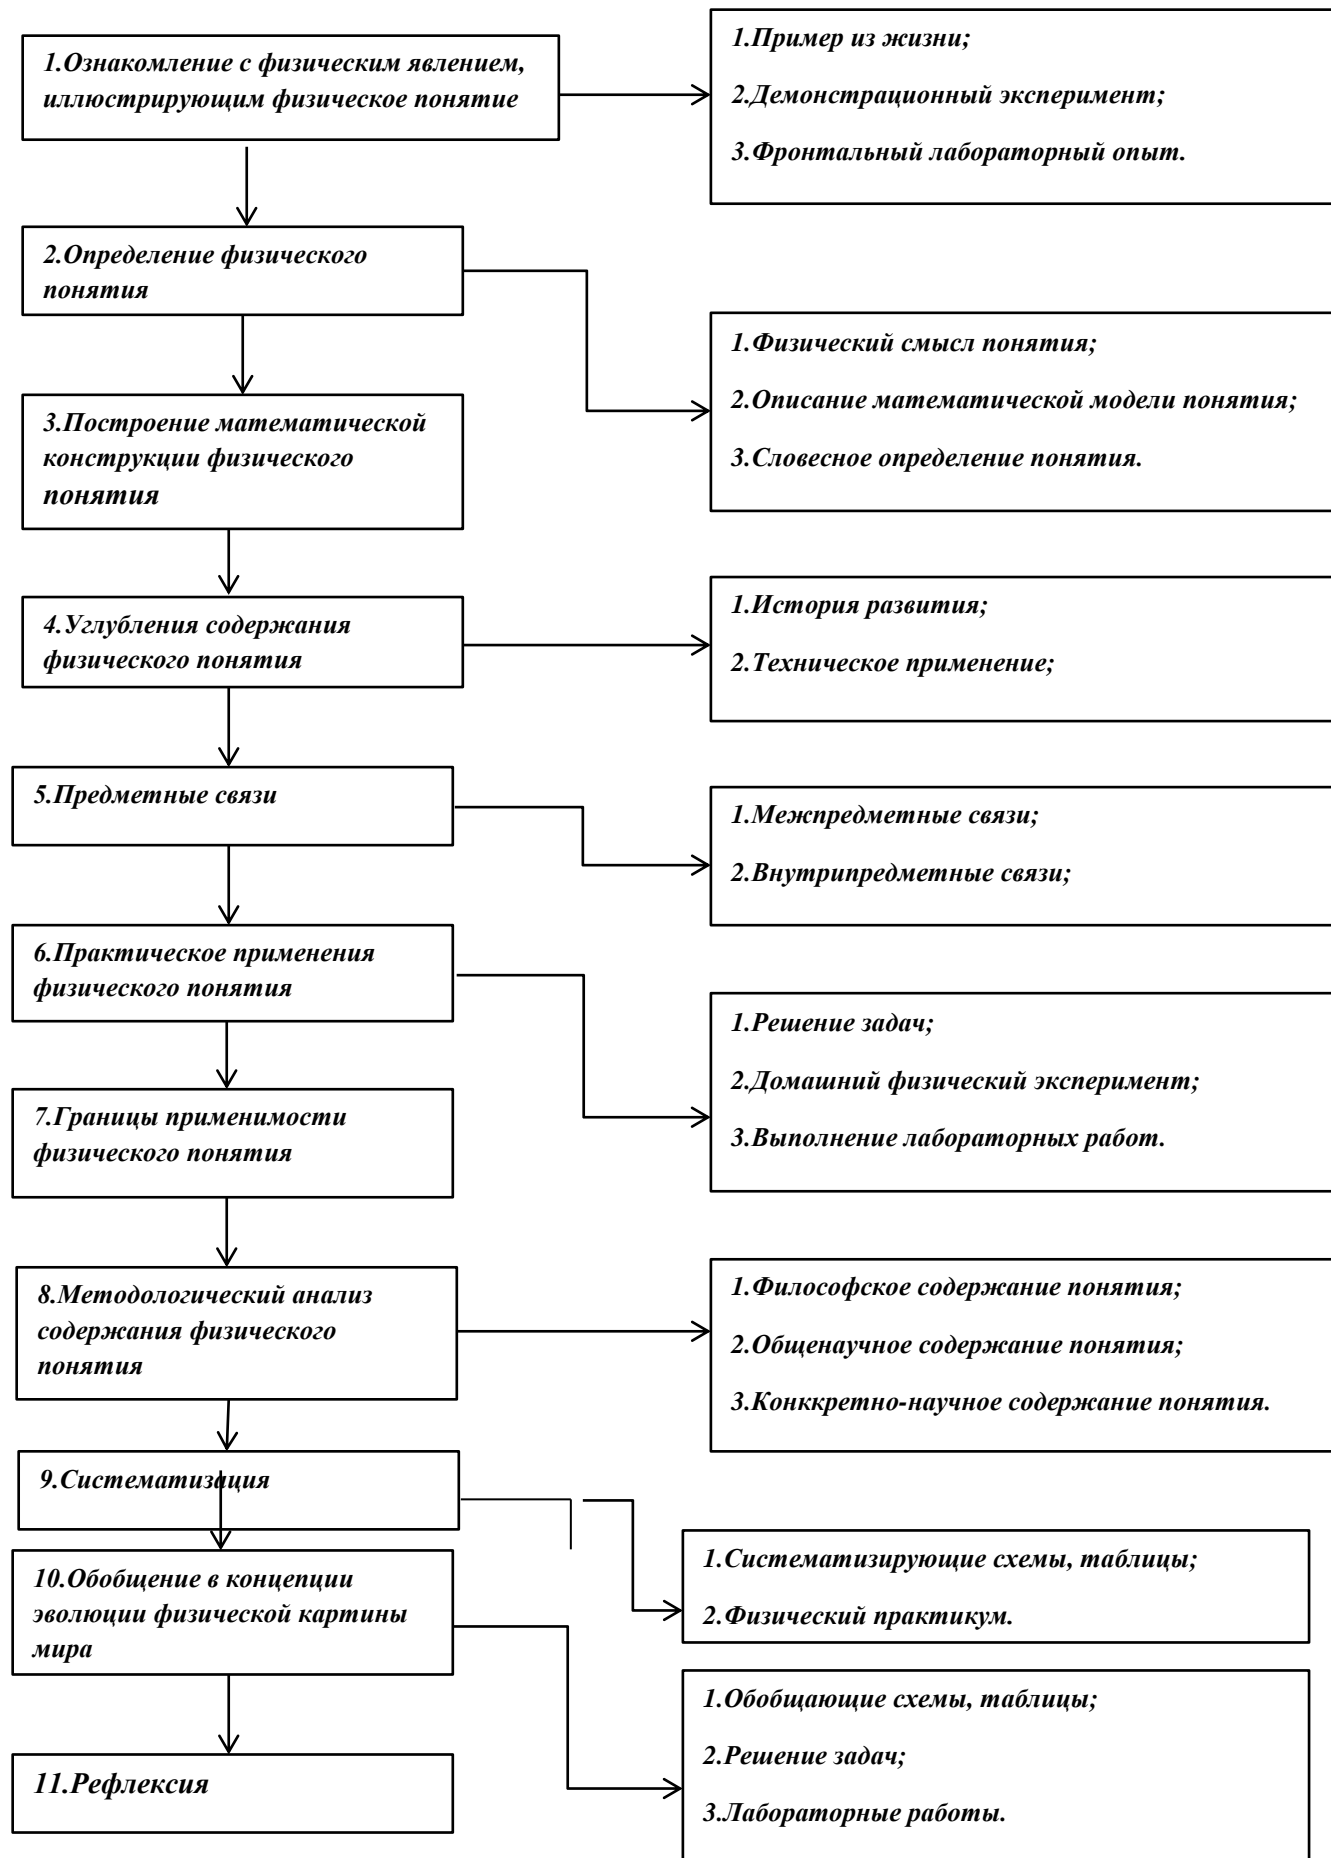 1.Ознакомление с физическим явлением,
иллюстрирующим физическое понятие
1.Пример из жизни;
2.Демонстрационный эксперимент;
3.Фронтальный лабораторный опыт.
2.Определение физического
понятия
1.Физический смысл понятия;
2.Описание математической модели понятия;
3.Словесное определение понятия.
3.Построение математической
конструкции физического
понятия
4.Углубления содержания
физического понятия
1.История развития;
2.Техническое применение;
5.Предметные связи
1.Межпредметные связи;
2.Внутрипредметные связи;
6.Практическое применения
физического понятия
1.Решение задач;
2.Домашний физический эксперимент;
3.Выполнение лабораторных работ.
7.Границы применимости
физического понятия
8.Методологический анализ
содержания физического
понятия
1.Философское содержание понятия;
2.Общенаучное содержание понятия;
3.Конккретно-научное содержание понятия.
9.Систематизация
1.Систематизирующие схемы, таблицы;
2.Физический практикум.
10.Обобщение в концепции
эволюции физической картины
мира
1.Обобщающие схемы, таблицы;
2.Решение задач;
3.Лабораторные работы.
11.Рефлексия